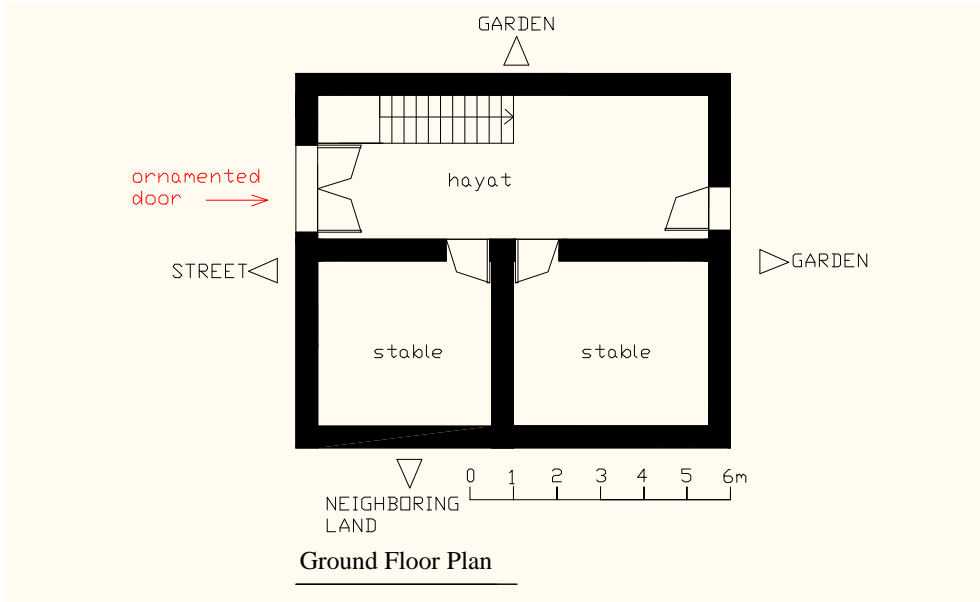 GARDEN
ornamented
door
hayat
STREET
GARDEN
stable
stable
0 1 2 3 4 5 6m
NEIGHBORING
LAND
Ground Floor Plan